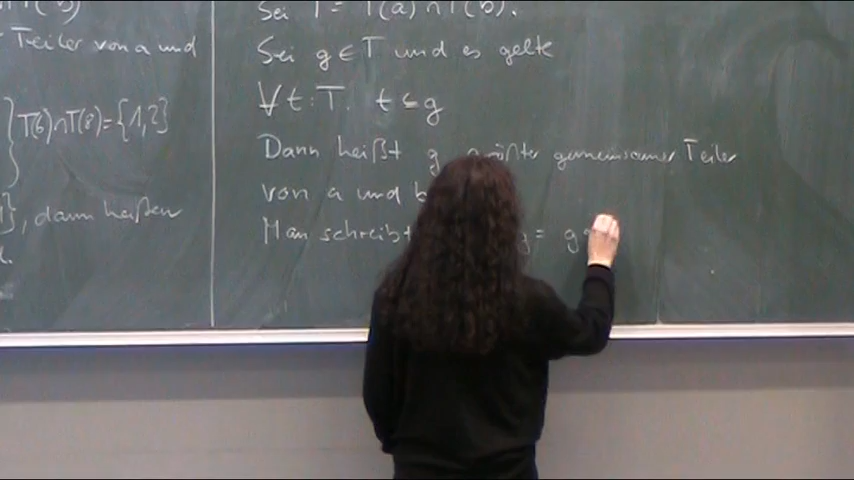 Teiler von a und
T(6)∩T(8)={1,2}
}, dann heißen
Sei T = T(a)∩T(b).
Sei g∈T und es gelte
∀t:T. t≤g
Dann heißt g größter gemeinsamer Teiler
von a und b
Man schreibt g = g